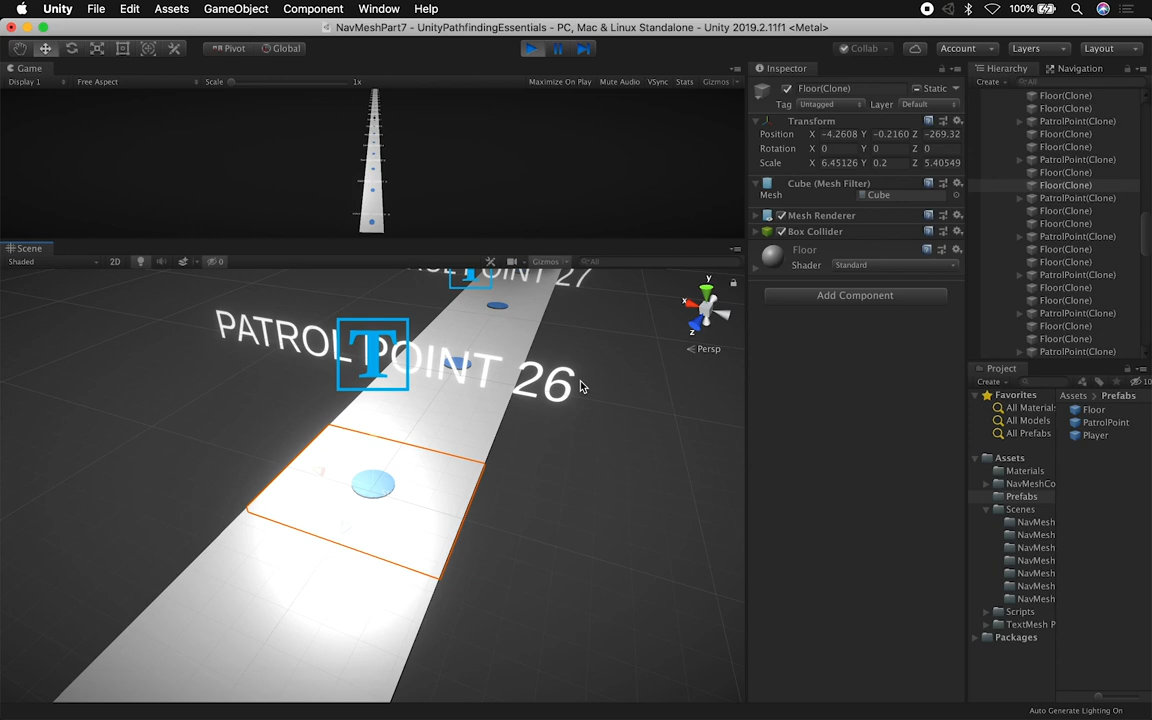 Unity File Edit Assets GameObject Component Window Help 100%
NavMeshPart7 - UnityPathfindingEssentials - PC, Mac & Linux Standalone - Unity 2019.2.11f1 <Metal>
Pivot Global Collab Account Layers Layout
Game
Display 1 Free Aspect Scale 1x Maximize On Play Mute Audio VSync Stats Gizmos
Scene
Shaded 2D 0 Gizmos All
PATROL POINT 26
POINT 27
T
y
x
z
Persp
Inspector
Floor(Clone) Static
Tag Untagged Layer Default
Transform
Position X -4.2608 Y -0.2160 Z -269.32
Rotation X 0 Y 0 Z 0
Scale X 6.45126 Y 0.2 Z 5.40549
Cube (Mesh Filter)
Mesh Cube
Mesh Renderer
Box Collider
Floor
Shader Standard
Add Component
Hierarchy Navigation
Create All
Floor(Clone)
Floor(Clone)
PatrolPoint(Clone)
Floor(Clone)
Floor(Clone)
PatrolPoint(Clone)
Floor(Clone)
Floor(Clone)
PatrolPoint(Clone)
Floor(Clone)
Floor(Clone)
PatrolPoint(Clone)
Floor(Clone)
Floor(Clone)
PatrolPoint(Clone)
Floor(Clone)
Floor(Clone)
PatrolPoint(Clone)
Floor(Clone)
Floor(Clone)
PatrolPoint(Clone)
Project
Create 10
Favorites
All Material
All Models
All Prefabs
Assets
Materials
NavMeshCo
Prefabs
Scenes
NavMesh
NavMesh
NavMesh
NavMesh
NavMesh
NavMesh
NavMesh
Scripts
TextMesh P
Packages
Assets > Prefabs
Floor
PatrolPoint
Player
Auto Generate Lighting On